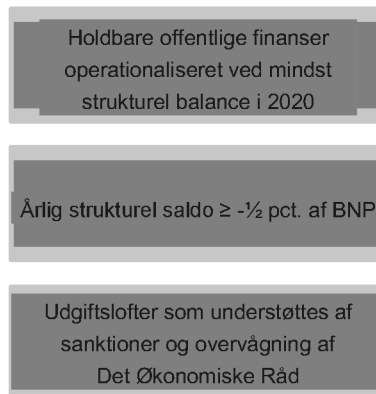 Holdbare offentlige finanser
operationaliseret ved mindst
strukturel balance i 2020
Årlig strukturel saldo ≥ -½ pct. af BNP
Udgiftslofter som understøttes af
sanktioner og overvågning af
Det Økonomiske Råd